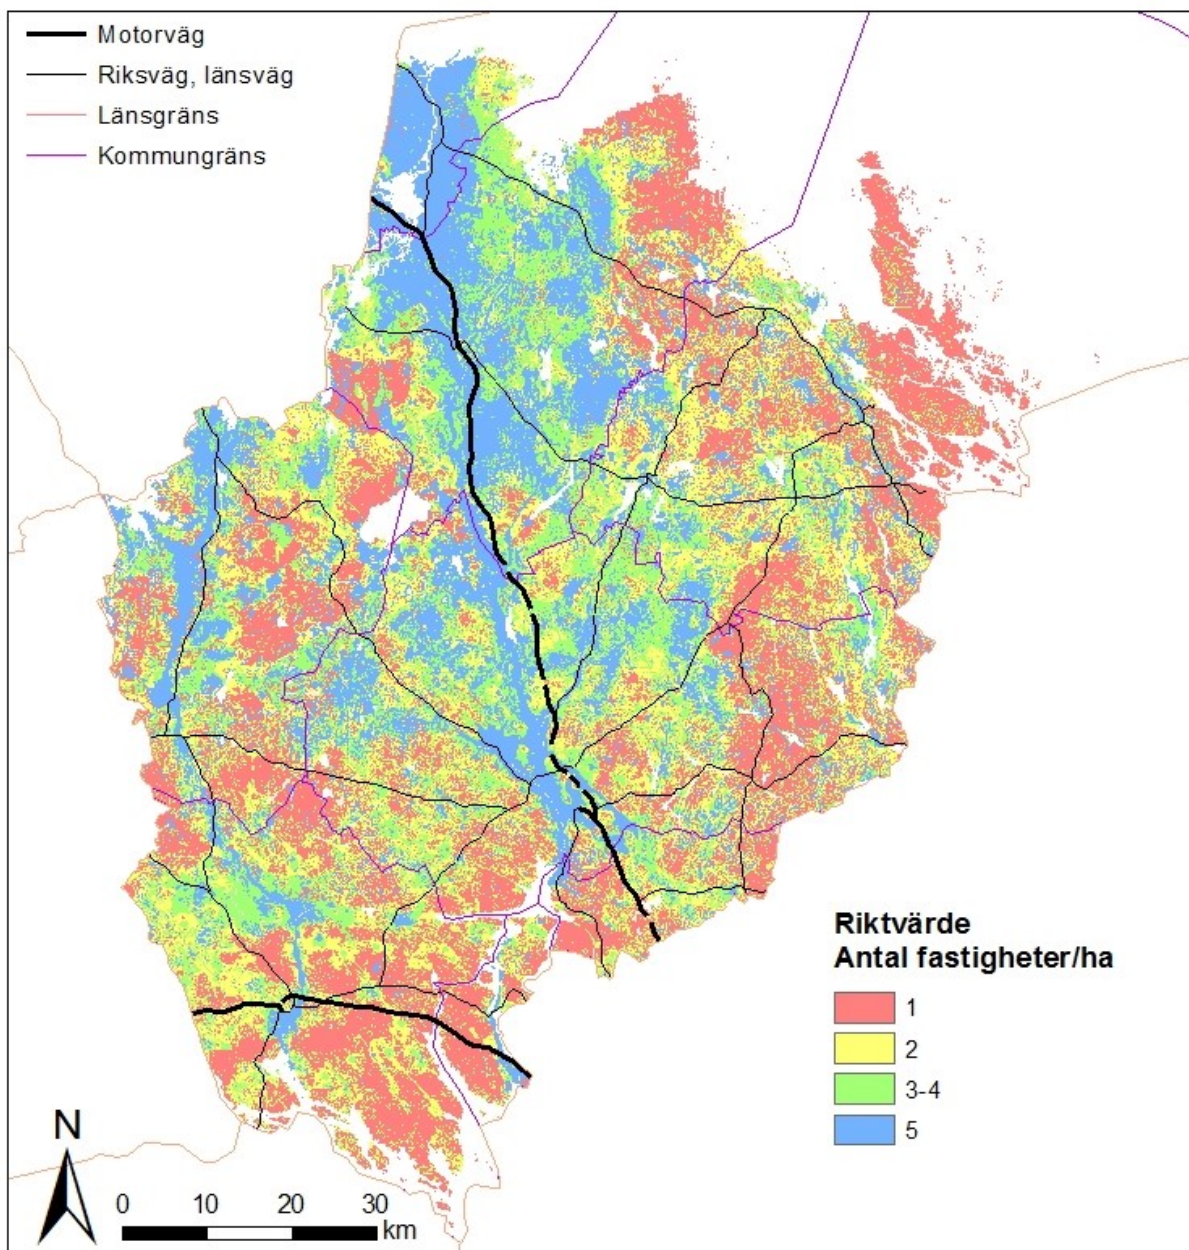 Motorväg
Riksväg, länsväg
Länsgräns
Kommungräns
Riktvärde
Antal fastigheter/ha
1
2
3-4
5
N
0 10 20 30
km